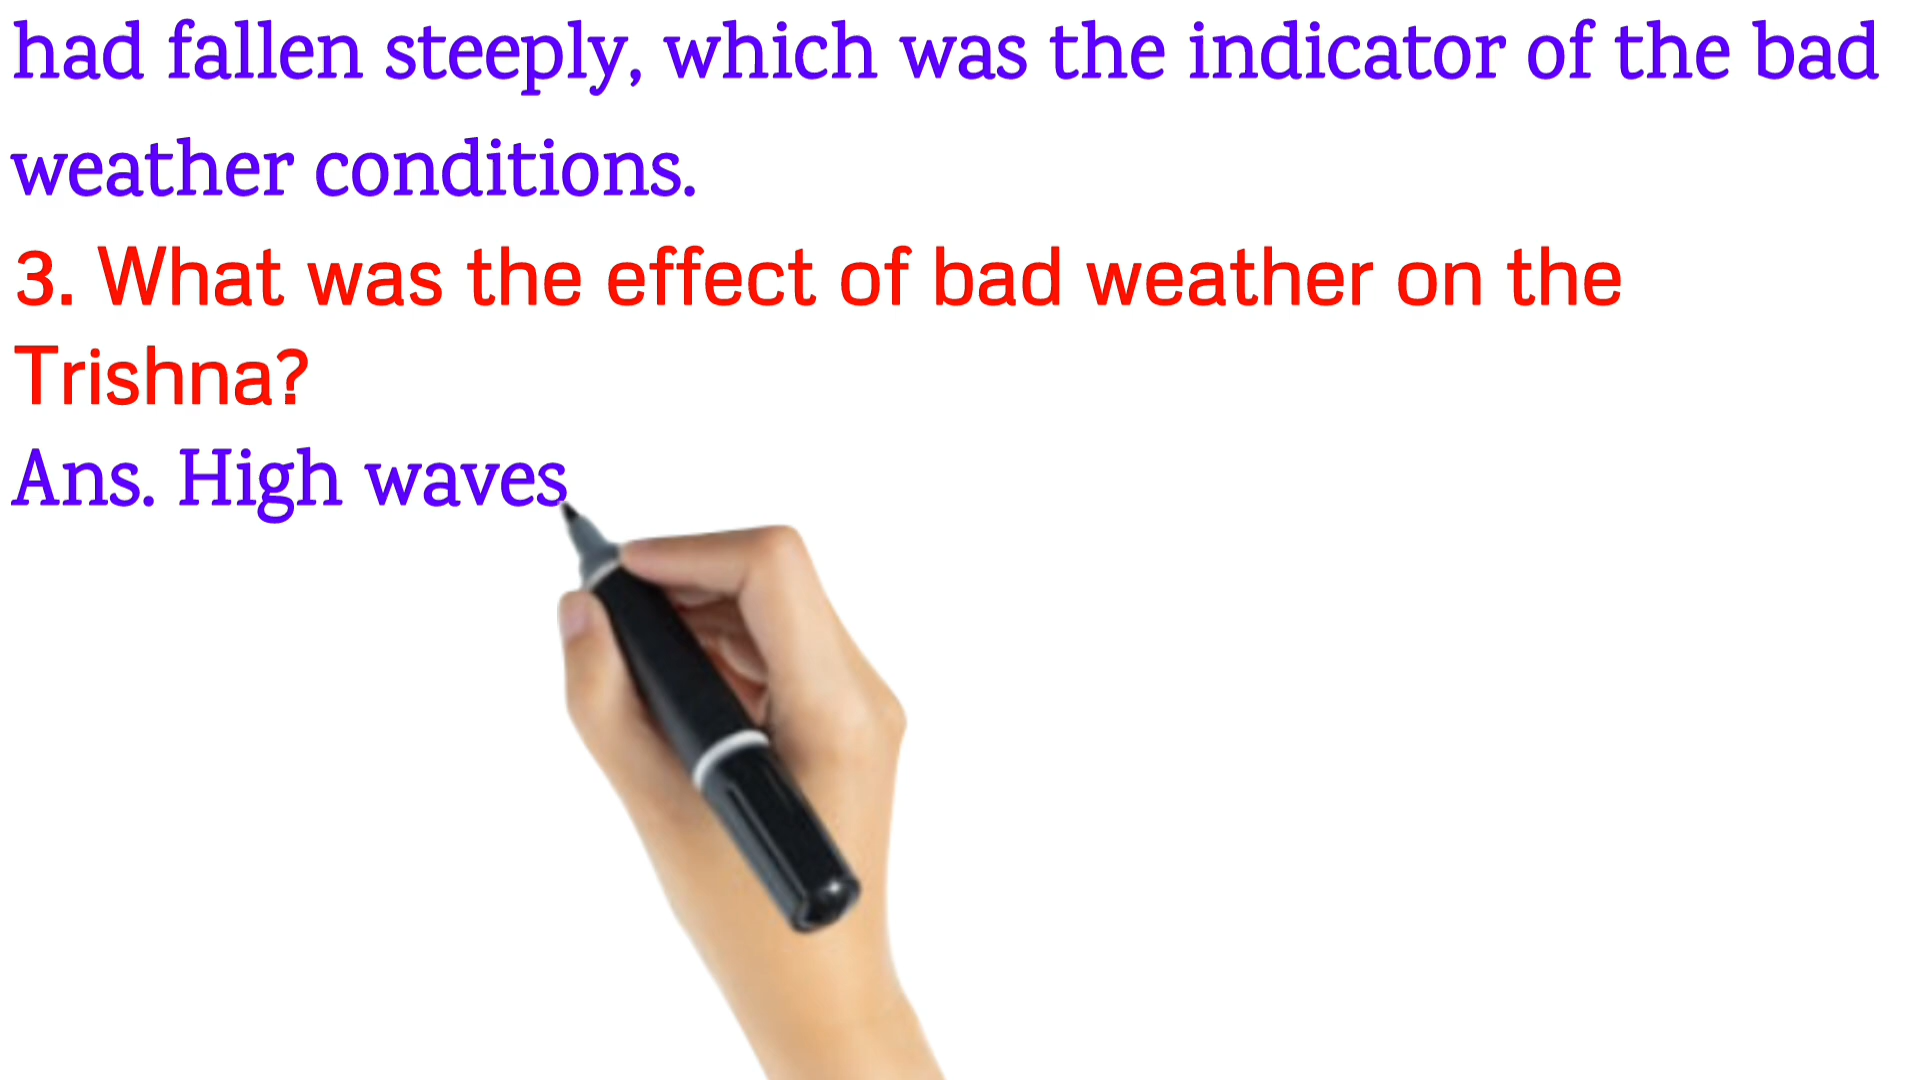 had fallen steeply, which was the indicator of the bad
weather conditions.
3. What was the effect of bad weather on the
Trishna?
Ans. High waves